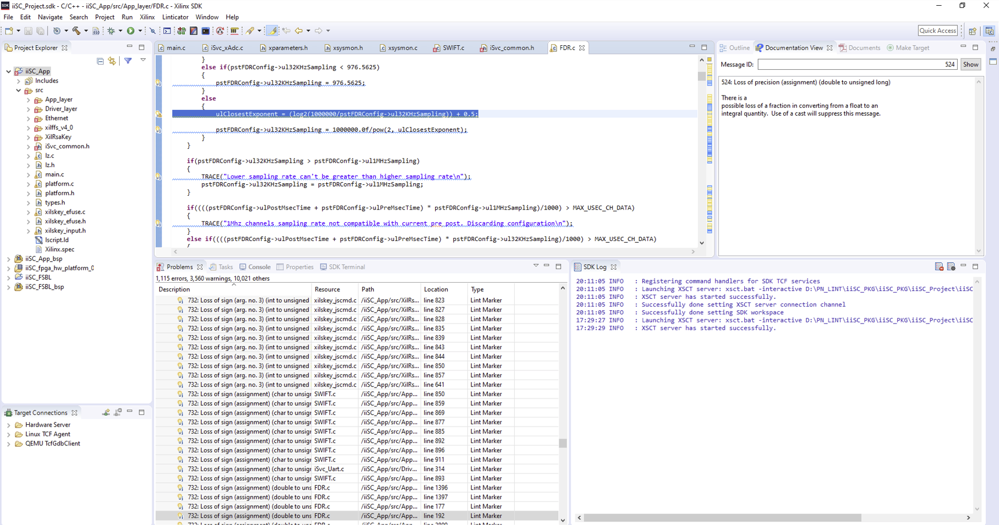 iiSC_Project.sdk - C/C++ - iiSC_App/src/App_layer/FDR.c - Xilinx SDK
File Edit Navigate Search Project Run Xilinx Linticator Window Help
Quick Access
Project Explorer
iiSC_App
Includes
src
App_layer
Driver_layer
Ethernet
xilffs_v4_0
XilRsaKey
iSvc_common.h
lz.c
lz.h
main.c
platform.c
platform.h
types.h
xilskey_efuse.c
xilskey_efuse.h
xilskey_input.h
lscript.ld
Xilinx.spec
iiSC_App_bsp
iiSC_fpga_hw_platform_0
iiSC_FSBL
iiSC_FSBL_bsp
Target Connections
Hardware Server
Linux TCF Agent
QEMU TcfGdbClient
main.c iSvc_xAdc.c xparameters.h xsysmon.h xsysmon.c SWIFT.c iSvc_common.h FDR.c
}
else if(pstFDRConfig->ul32KHzSampling < 976.5625)
{
pstFDRConfig->ul32KHzSampling = 976.5625;
}
else
{
ulClosestExponent = (log2(1000000/pstFDRConfig->ul32KHzSampling)) + 0.5;
pstFDRConfig->ul32KHzSampling = 1000000.0f/pow(2, ulClosestExponent);
}
}
if(pstFDRConfig->ul32KHzSampling > pstFDRConfig->ul1MHzSampling)
{
TRACE("Lower sampling rate can't be greater than higher sampling rate\n");
pstFDRConfig->ul32KHzSampling = pstFDRConfig->ul1MHzSampling;
}
if((((pstFDRConfig->ulPostMsecTime + pstFDRConfig->ulPreMsecTime) * pstFDRConfig->ul1MHzSampling)/1000) > MAX_USEC_CH_DATA)
{
TRACE("1Mhz channels sampling rate not compatible with current pre post. Discarding configuration\n");
}
else if((((pstFDRConfig->ulPostMsecTime + pstFDRConfig->ulPreMsecTime) * pstFDRConfig->ul32KHzSampling)/1000) > MAX_USEC_CH_DATA)
{
Outline Documentation View Documents Make Target
Message ID: 524 Show
524: Loss of precision (assignment) (double to unsigned long)
There is a
possible loss of a fraction in converting from a float to an
integral quantity. Use of a cast will suppress this message.
Problems Tasks Console Properties SDK Terminal
1,115 errors, 3,560 warnings, 10,021 others
Description Resource Path Location Type
732: Loss of sign (arg. no. 3) (int to unsigned xilskey_jscmd.c /iiSC_App/src/XilRs... line 823 Lint Marker
732: Loss of sign (arg. no. 3) (int to unsigned xilskey_jscmd.c /iiSC_App/src/XilRs... line 827 Lint Marker
732: Loss of sign (arg. no. 3) (int to unsigned xilskey_jscmd.c /iiSC_App/src/XilRs... line 828 Lint Marker
732: Loss of sign (arg. no. 3) (int to unsigned xilskey_jscmd.c /iiSC_App/src/XilRs... line 835 Lint Marker
732: Loss of sign (arg. no. 3) (int to unsigned xilskey_jscmd.c /iiSC_App/src/XilRs... line 839 Lint Marker
732: Loss of sign (arg. no. 3) (int to unsigned xilskey_jscmd.c /iiSC_App/src/XilRs... line 843 Lint Marker
732: Loss of sign (arg. no. 3) (int to unsigned xilskey_jscmd.c /iiSC_App/src/XilRs... line 844 Lint Marker
732: Loss of sign (arg. no. 3) (int to unsigned xilskey_jscmd.c /iiSC_App/src/XilRs... line 850 Lint Marker
732: Loss of sign (arg. no. 3) (int to unsigned xilskey_jscmd.c /iiSC_App/src/XilRs... line 857 Lint Marker
732: Loss of sign (arg. no. 3) (int to unsigned xilskey_jscmd.c /iiSC_App/src/XilRs... line 641 Lint Marker
732: Loss of sign (assignment) (char to unsigr SWIFT.c /iiSC_App/src/App... line 850 Lint Marker
732: Loss of sign (assignment) (char to unsigr SWIFT.c /iiSC_App/src/App... line 859 Lint Marker
732: Loss of sign (assignment) (char to unsigr SWIFT.c /iiSC_App/src/App... line 869 Lint Marker
732: Loss of sign (assignment) (char to unsigr SWIFT.c /iiSC_App/src/App... line 877 Lint Marker
732: Loss of sign (assignment) (char to unsigr SWIFT.c /iiSC_App/src/App... line 885 Lint Marker
732: Loss of sign (assignment) (char to unsigr SWIFT.c /iiSC_App/src/App... line 892 Lint Marker
732: Loss of sign (assignment) (char to unsigr SWIFT.c /iiSC_App/src/App... line 896 Lint Marker
732: Loss of sign (assignment) (char to unsigr SWIFT.c /iiSC_App/src/App... line 911 Lint Marker
732: Loss of sign (assignment) (char to unsigr iSvc_Uart.c /iiSC_App/src/Driv... line 314 Lint Marker
732: Loss of sign (assignment) (char to unsigr SWIFT.c /iiSC_App/src/App... line 893 Lint Marker
732: Loss of sign (assignment) (double to uns FDR.c /iiSC_App/src/App... line 1396 Lint Marker
732: Loss of sign (assignment) (double to uns FDR.c /iiSC_App/src/App... line 1397 Lint Marker
732: Loss of sign (assignment) (double to uns FDR.c /iiSC_App/src/App... line 177 Lint Marker
732: Loss of sign (assignment) (double to uns FDR.c /iiSC_App/src/App... line 192 Lint Marker
SDK Log
20:11:05 INFO : Registering command handlers for SDK TCF services
20:11:05 INFO : Launching XSCT server: xsct.bat -interactive D:\PN_LINT\iiSC_PKG\iiSC_PKG\iiSC_Project\iiSC
20:11:05 INFO : XSCT server has started successfully.
20:11:05 INFO : Successfully done setting XSCT server connection channel
20:11:05 INFO : Successfully done setting SDK workspace
17:29:27 INFO : Launching XSCT server: xsct.bat -interactive D:\PN_LINT\iiSC_PKG\iiSC_PKG\iiSC_Project\iiSC
17:29:29 INFO : XSCT server has started successfully.